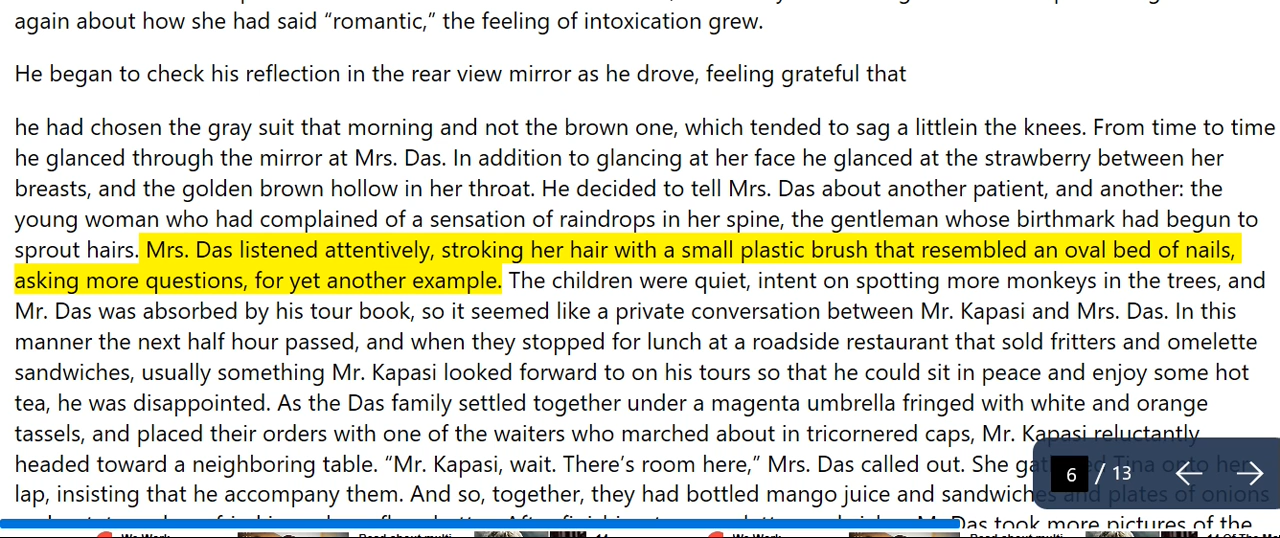 again about how she had said “romantic,” the feeling of intoxication grew.
He began to check his reflection in the rear view mirror as he drove, feeling grateful that
he had chosen the gray suit that morning and not the brown one, which tended to sag a littlein the knees. From time to time
he glanced through the mirror at Mrs. Das. In addition to glancing at her face he glanced at the strawberry between her
breasts, and the golden brown hollow in her throat. He decided to tell Mrs. Das about another patient, and another: the
young woman who had complained of a sensation of raindrops in her spine, the gentleman whose birthmark had begun to
sprout hairs. Mrs. Das listened attentively, stroking her hair with a small plastic brush that resembled an oval bed of nails,
asking more questions, for yet another example. The children were quiet, intent on spotting more monkeys in the trees, and
Mr. Das was absorbed by his tour book, so it seemed like a private conversation between Mr. Kapasi and Mrs. Das. In this
manner the next half hour passed, and when they stopped for lunch at a roadside restaurant that sold fritters and omelette
sandwiches, usually something Mr. Kapasi looked forward to on his tours so that he could sit in peace and enjoy some hot
tea, he was disappointed. As the Das family settled together under a magenta umbrella fringed with white and orange
tassels, and placed their orders with one of the waiters who marched about in tricornered caps, Mr. Kapasi reluctantly
headed toward a neighboring table. “Mr. Kapasi, wait. There’s room here,” Mrs. Das called out. She gathered Tina onto her
lap, insisting that he accompany them. And so, together, they had bottled mango juice and sandwiches and plates of onions
6 / 13
Das took more pictures of the